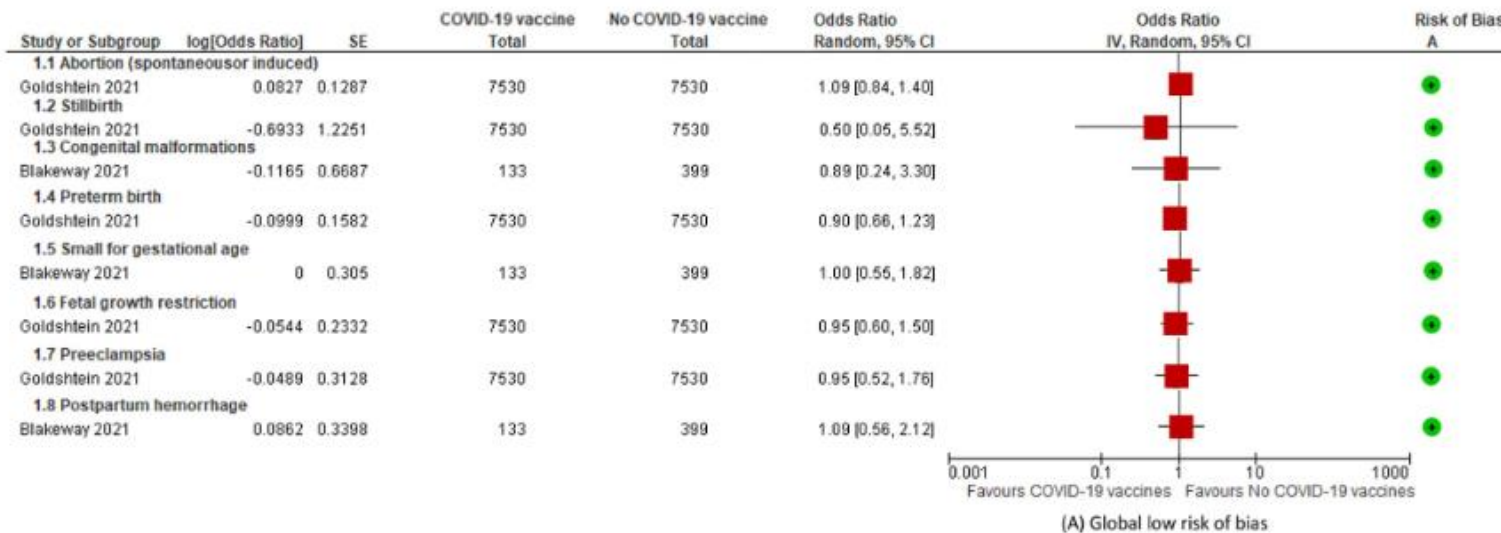 COVID-19 vaccine No COVID-19 vaccine Odds Ratio Odds Ratio Risk of Bias
Study or Subgroup log[Odds Ratio] SE Total Total Random, 95% CI IV, Random, 95% CI A
1.1 Abortion (spontaneousor induced)
Goldshtein 2021 0.0827 0.1287 7530 7530 1.09 [0.84, 1.40]
1.2 Stillbirth
Goldshtein 2021 -0.6933 1.2251 7530 7530 0.50 [0.05, 5.52]
1.3 Congenital malformations
Blakeway 2021 -0.1165 0.6687 133 399 0.89 [0.24, 3.30]
1.4 Preterm birth
Goldshtein 2021 -0.0999 0.1582 7530 7530 0.90 [0.66, 1.23]
1.5 Small for gestational age
Blakeway 2021 0 0.305 133 399 1.00 [0.55, 1.82]
1.6 Fetal growth restriction
Goldshtein 2021 -0.0544 0.2332 7530 7530 0.95 [0.60, 1.50]
1.7 Preeclampsia
Goldshtein 2021 -0.0489 0.3128 7530 7530 0.95 [0.52, 1.76]
1.8 Postpartum hemorrhage
Blakeway 2021 0.0862 0.3398 133 399 1.09 [0.56, 2.12]
0.001 0.1 1 10 1000
Favours COVID-19 vaccines Favours No COVID-19 vaccines
(A) Global low risk of bias